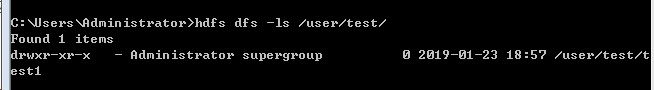 C:\Users\Administrator>hdfs dfs -ls /user/test/
Found 1 items
drwxr-xr-x   - Administrator supergroup          0 2019-01-23 18:57 /user/test/t
est1